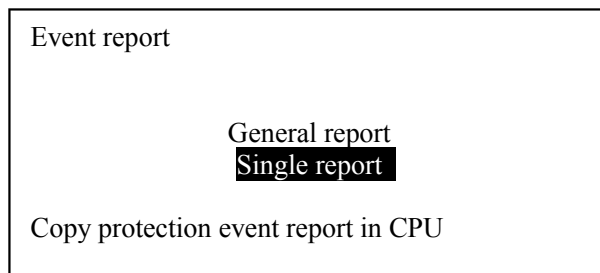 Event report
General report
Single report
Copy protection event report in CPU